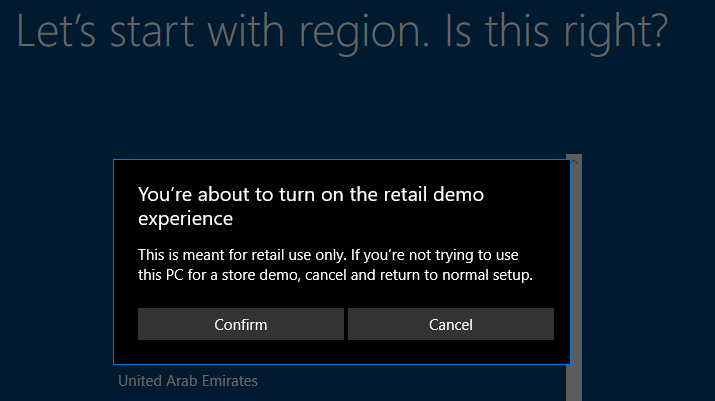 Let's start with region. Is this right?
You're about to turn on the retail demo
experience
This is meant for retail use only. If you're not trying to use
this PC for a store demo, cancel and return to normal setup.
Confirm
Cancel
United Arab Emirates